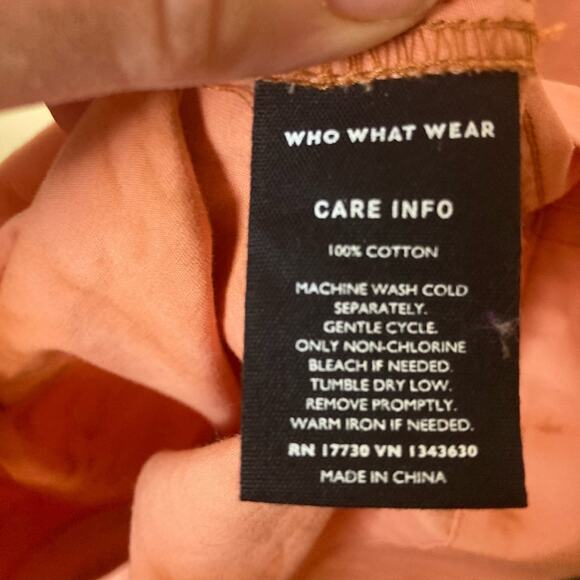 WHO WHAT WEAR
CARE INFO
100% COTTON
MACHINE WASH COLD
SEPARATELY.
GENTLE CYCLE.
ONLY NON-CHLORINE
BLEACH IF NEEDED.
TUMBLE DRY LOW.
REMOVE PROMPTLY.
WARM IRON IF NEEDED.
RN 17730 VN 1343630
MADE IN CHINA